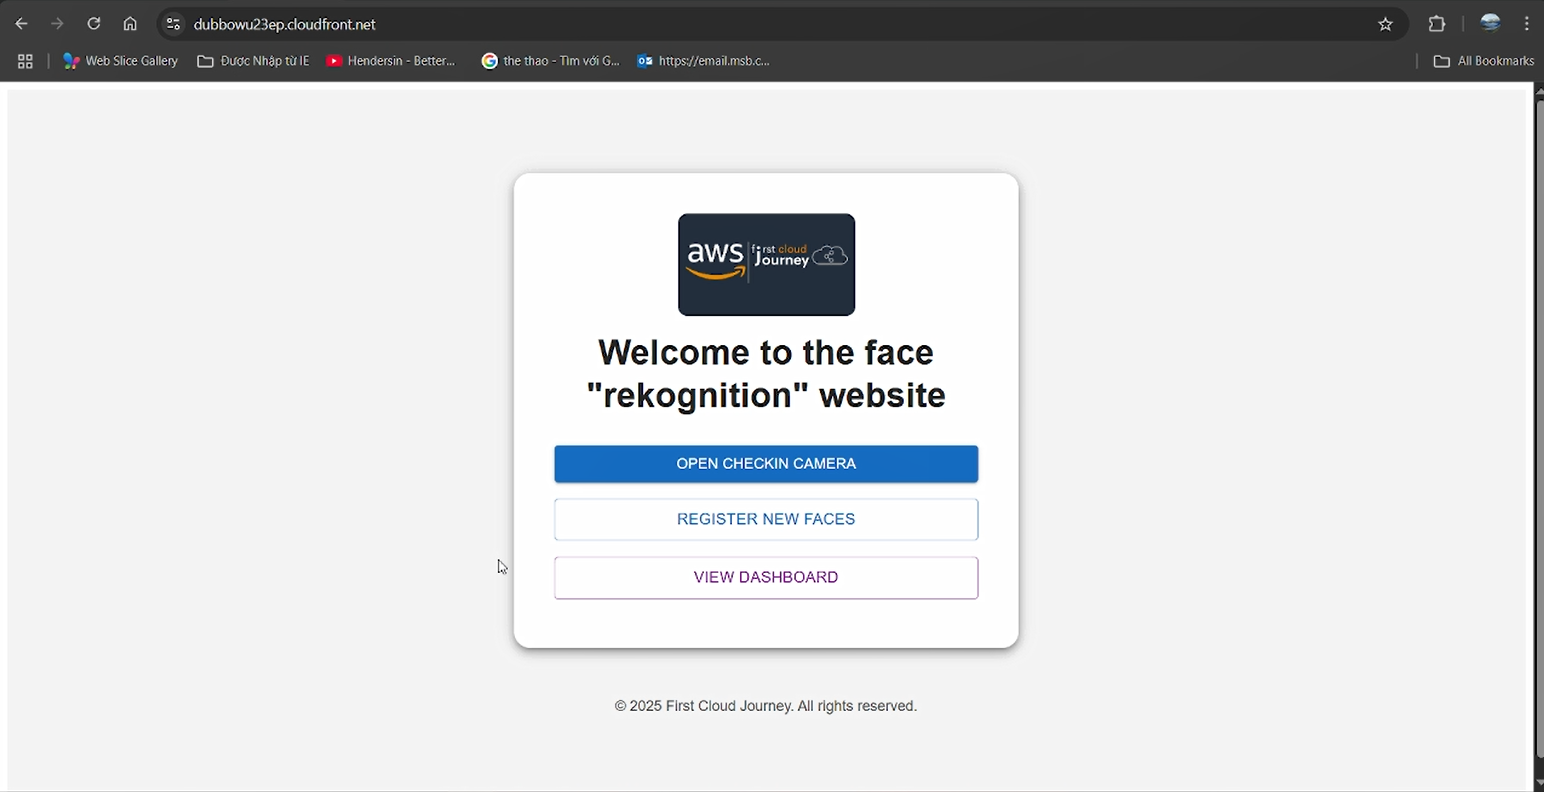 dubbowu23ep.cloudfront.net
Web Slice Gallery
Được Nhập từ IE
Hendersin - Better...
the thao - Tìm với G...
https://email.msb.c...
All Bookmarks
aws
first cloud
journey
Welcome to the face
"rekognition" website
OPEN CHECKIN CAMERA
REGISTER NEW FACES
VIEW DASHBOARD
© 2025 First Cloud Journey. All rights reserved.